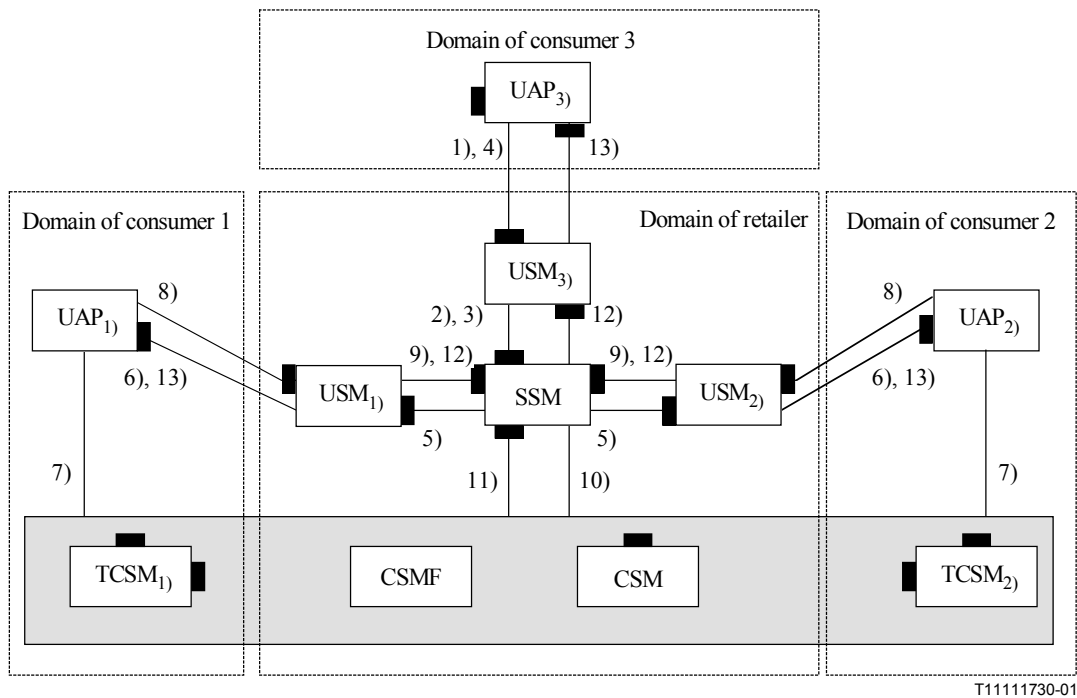 Domain of consumer 3
UAP3)
1), 4)
13)
Domain of consumer 1
Domain of retailer
Domain of consumer 2
USM3)
8)
8)
UAP1)
2), 3)
12)
UAP2)
9), 12)
9), 12)
6), 13)
6), 13)
USM1)
SSM
USM2)
5)
5)
7)
11)
10)
7)
TCSM1)
CSMF
CSM
TCSM2)
T11111730-01